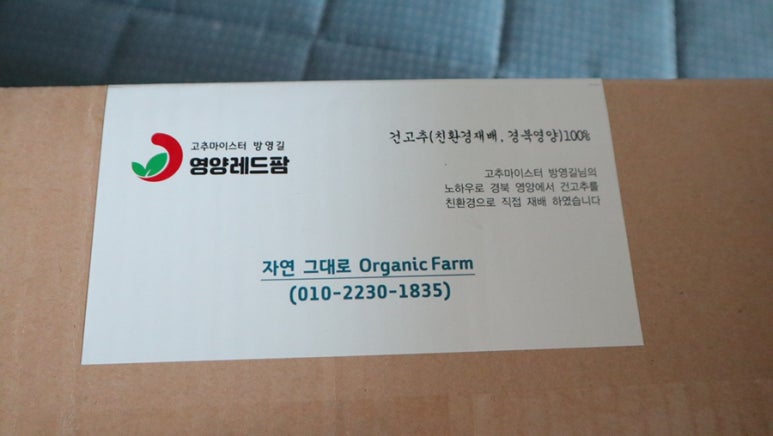 고추마이스터 방영길
영양레드팜
건고추(친환경재배, 경북영양)100%
고추마이스터 방영길님의
노하우로 경북 영양에서 건고추를
친환경으로 직접 재배 하였습니다
자연 그대로 Organic Farm
(010-2230-1835)